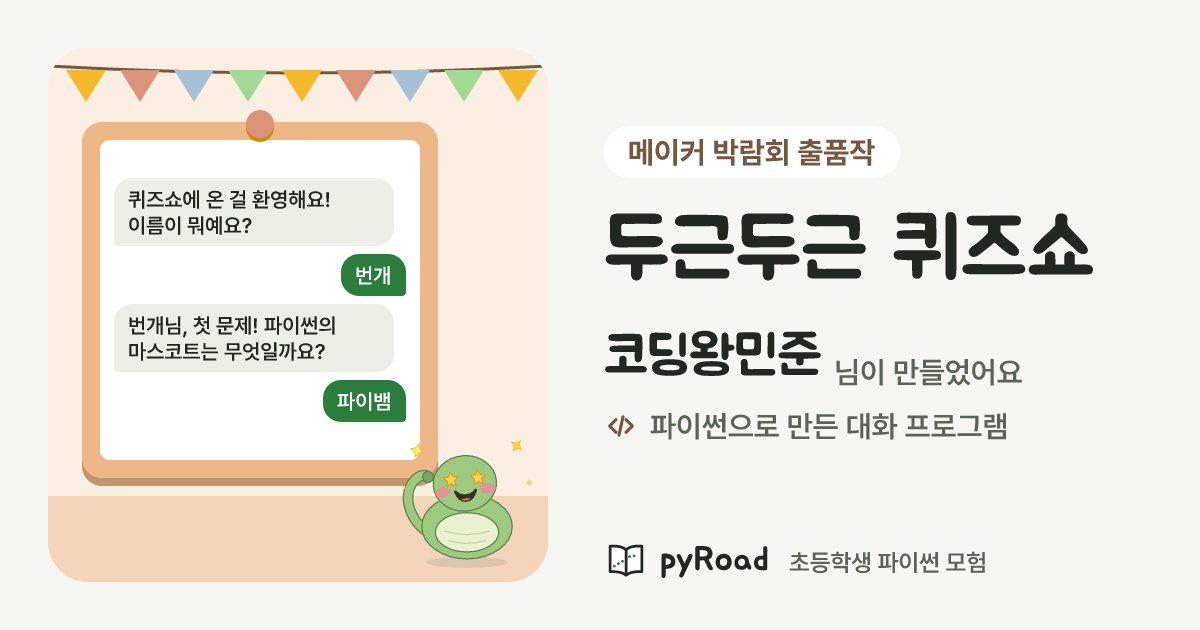 퀴즈쇼에 온 걸 환영해요!
이름이 뭐예요?
번개
번개님, 첫 문제! 파이썬의
마스코트는 무엇일까요?
파이뱀
메이커 박람회 출품작
두근두근 퀴즈쇼
코딩왕민준 님이 만들었어요
</> 파이썬으로 만든 대화 프로그램
pyRoad 초등학생 파이썬 모험